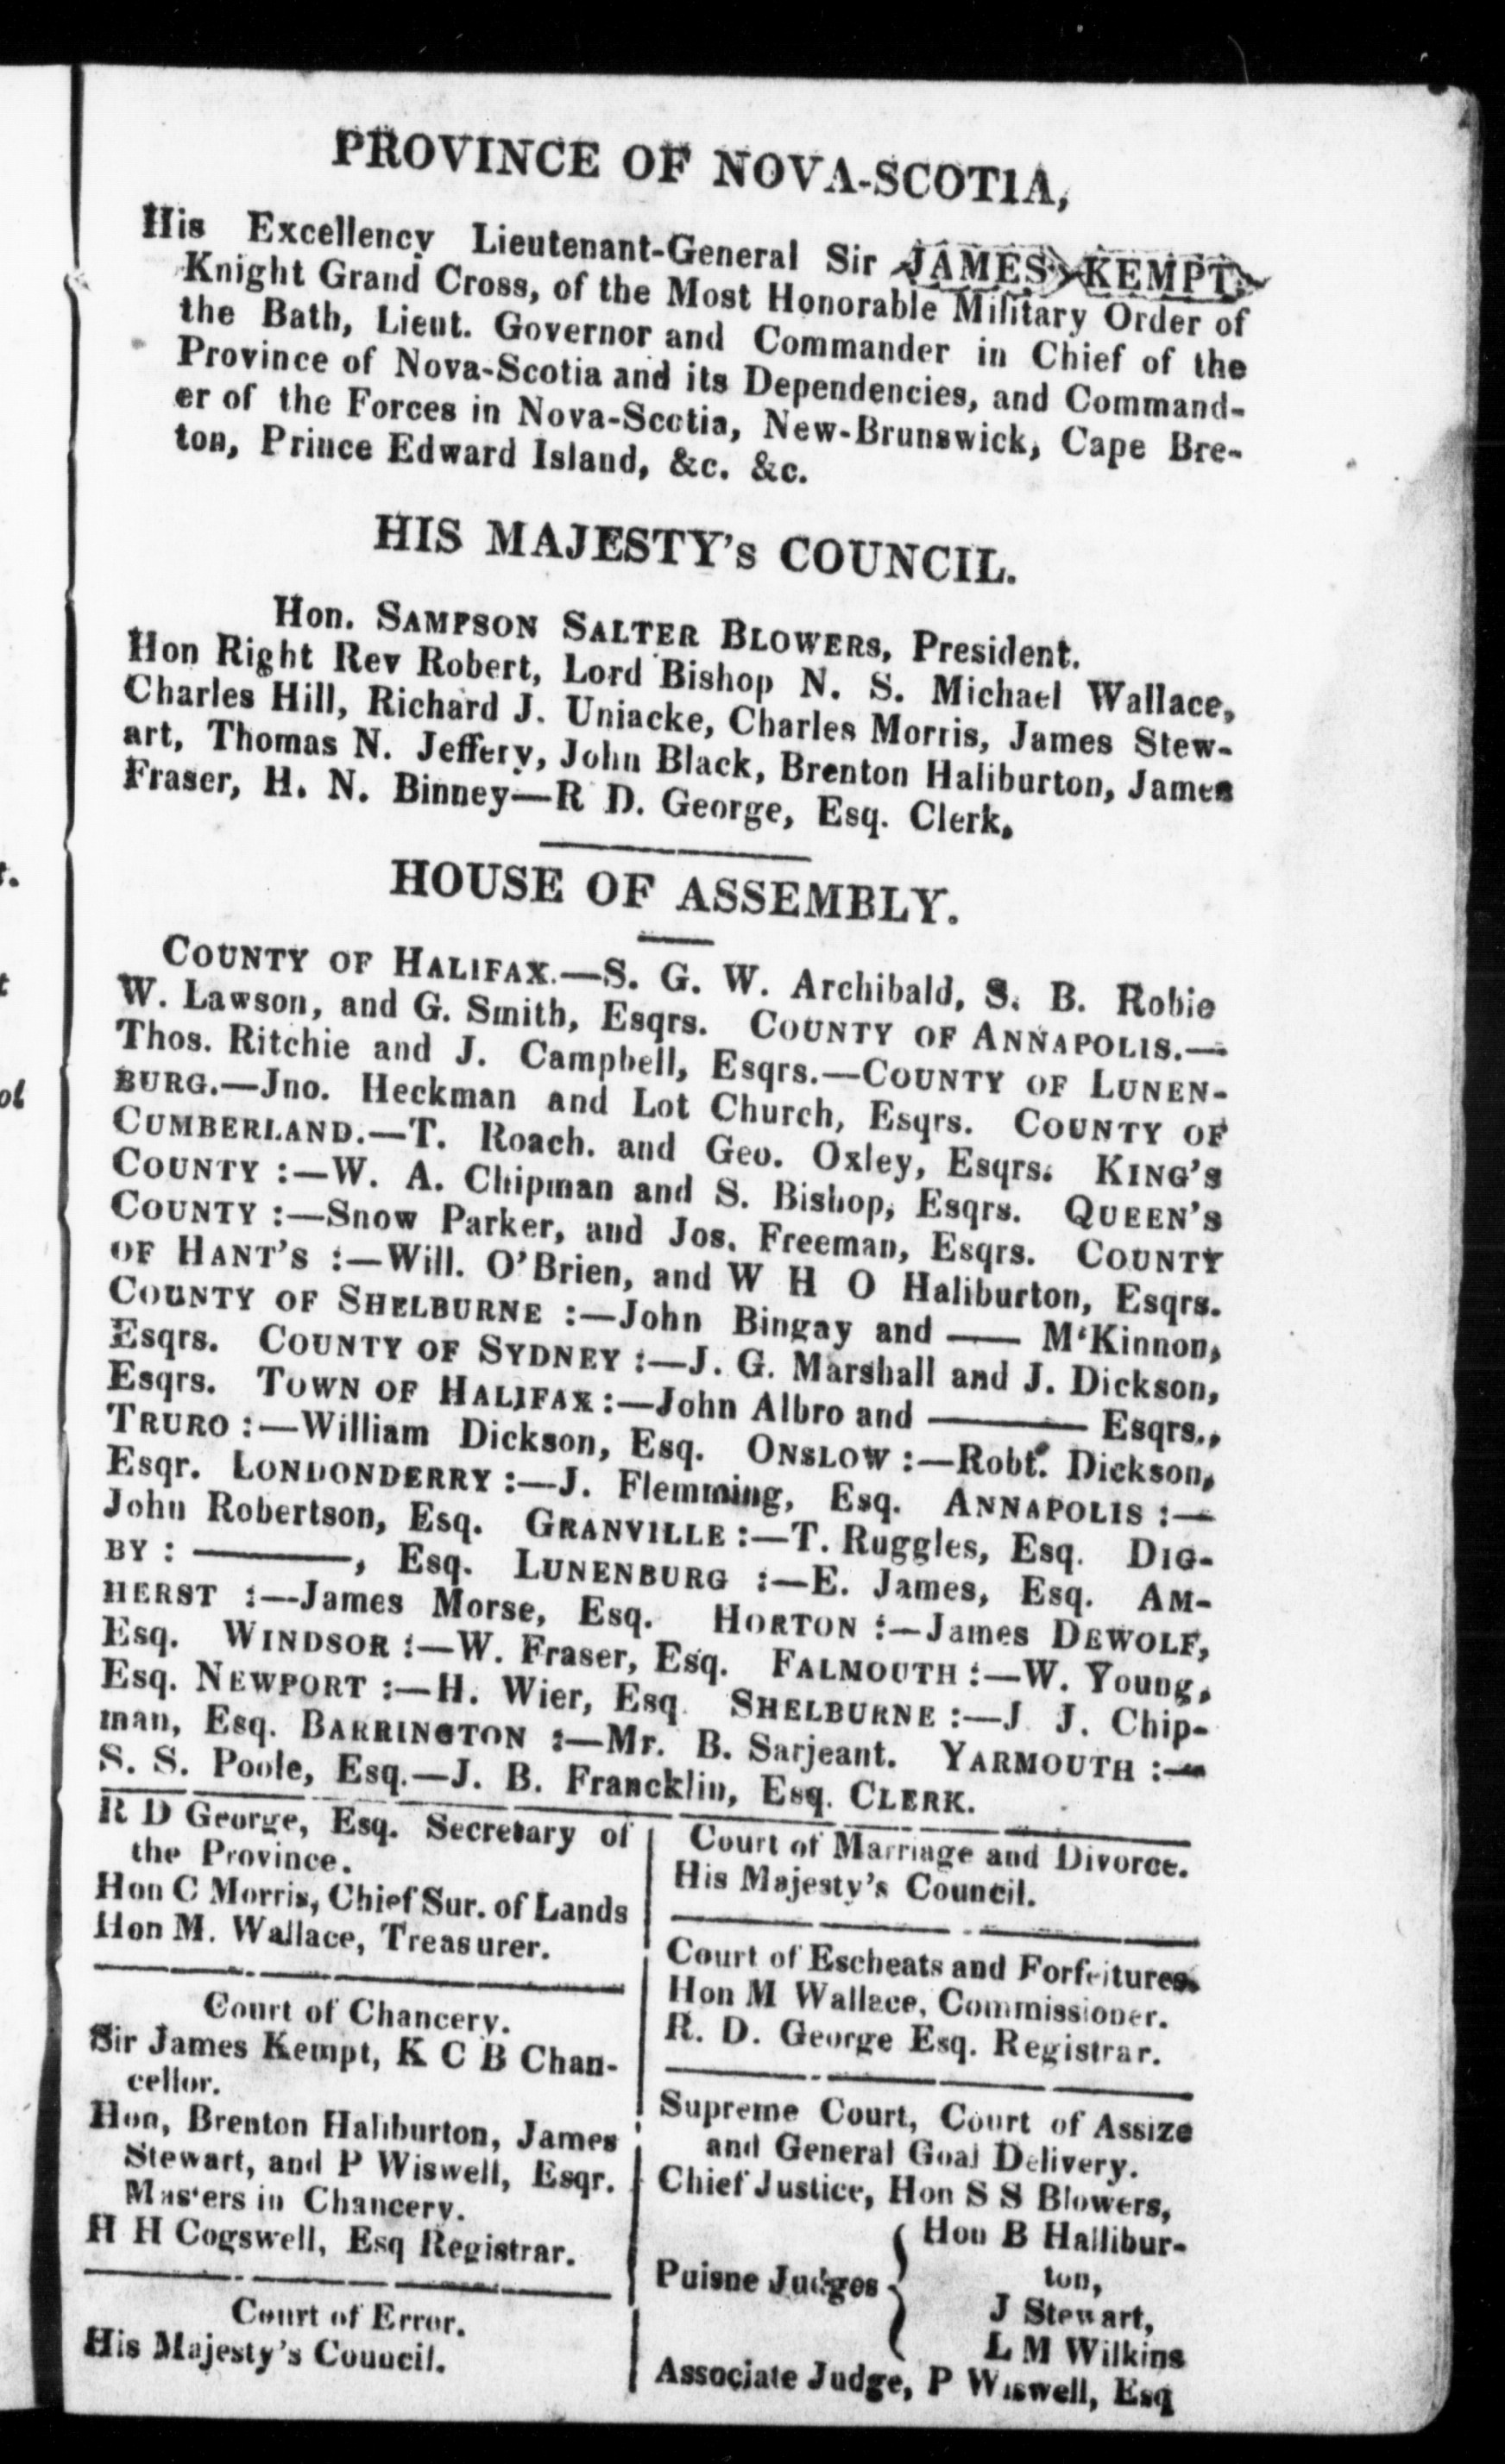 PROVINCE OF NOVA-SCOTIA,
His Excellency Lieutenant-General Sir JAMES KEMPT
Knight Grand Cross, of the Most Honorable Military Order of
the Bath, Lieut. Governor and Commander in Chief of the
Province of Nova-Scotia and its Dependencies, and Command-
er of the Forces in Nova-Scotia, New-Brunswick, Cape Bre-
ton, Prince Edward Island, &c. &c.
HIS MAJESTY's COUNCIL.
Hon. SAMPSON SALTER BLOWERS, President.
Hon Right Rev Robert, Lord Bishop N. S. Michael Wallace,
Charles Hill, Richard J. Uniacke, Charles Morris, James Stew-
art, Thomas N. Jeffery, John Black, Brenton Haliburton, James
Fraser, H. N. Binney—R D. George, Esq. Clerk.
HOUSE OF ASSEMBLY.
COUNTY OF HALIFAX.—S. G. W. Archibald, S. B. Robie
W. Lawson, and G. Smith, Esqrs. COUNTY OF ANNAPOLIS.—
Thos. Ritchie and J. Campbell, Esqrs.—COUNTY OF LUNEN-
BURG.—Jno. Heckman and Lot Church, Esqrs. COUNTY OF
CUMBERLAND.—T. Roach. and Geo. Oxley, Esqrs. KING'S
COUNTY :—W. A. Chipman and S. Bishop, Esqrs. QUEEN'S
COUNTY :—Snow Parker, and Jos. Freeman, Esqrs. COUNTY
OF HANT'S :—Will. O'Brien, and W H O Haliburton, Esqrs.
COUNTY OF SHELBURNE :—John Bingay and —— M'Kinnon,
Esqrs. COUNTY OF SYDNEY :—J. G. Marshall and J. Dickson,
Esqrs. TOWN OF HALIFAX :—John Albro and ———— Esqrs.,
TRURO :—William Dickson, Esq. ONSLOW :—Robt. Dickson,
Esqr. LONDONDERRY :—J. Flemming, Esq. ANNAPOLIS :—
John Robertson, Esq. GRANVILLE :—T. Ruggles, Esq. DIG-
BY : ————, Esq. LUNENBURG :—E. James, Esq. AM-
HERST :—James Morse, Esq. HORTON :—James DEWOLF,
Esq. WINDSOR :—W. Fraser, Esq. FALMOUTH :—W. Young,
Esq. NEWPORT :—H. Wier, Esq SHELBURNE :—J J. Chip-
man, Esq. BARRINGTON :—Mr. B. Sarjeant. YARMOUTH :—
S. S. Poole, Esq.—J. B. Francklin, Esq. CLERK.
R D George, Esq. Secretary of
the Province.
Hon C Morris, Chief Sur. of Lands
Hon M. Wallace, Treasurer.
Court of Chancery.
Sir James Kempt, K C B Chan-
cellor.
Hon, Brenton Haliburton, James
Stewart, and P Wiswell, Esqr.
Masters in Chancery.
H H Cogswell, Esq Registrar.
Court of Error.
His Majesty's Council.
Court of Marriage and Divorce.
His Majesty's Council.
Court of Escheats and Forfeitures.
Hon M Wallace, Commissioner.
R. D. George Esq. Registrar.
Supreme Court, Court of Assize
and General Goal Delivery.
Chief Justice, Hon S S Blowers,
Hon B Hallibur-
ton,
Puisne Judges
J Stewart,
L M Wilkins
Associate Judge, P Wiswell, Esq